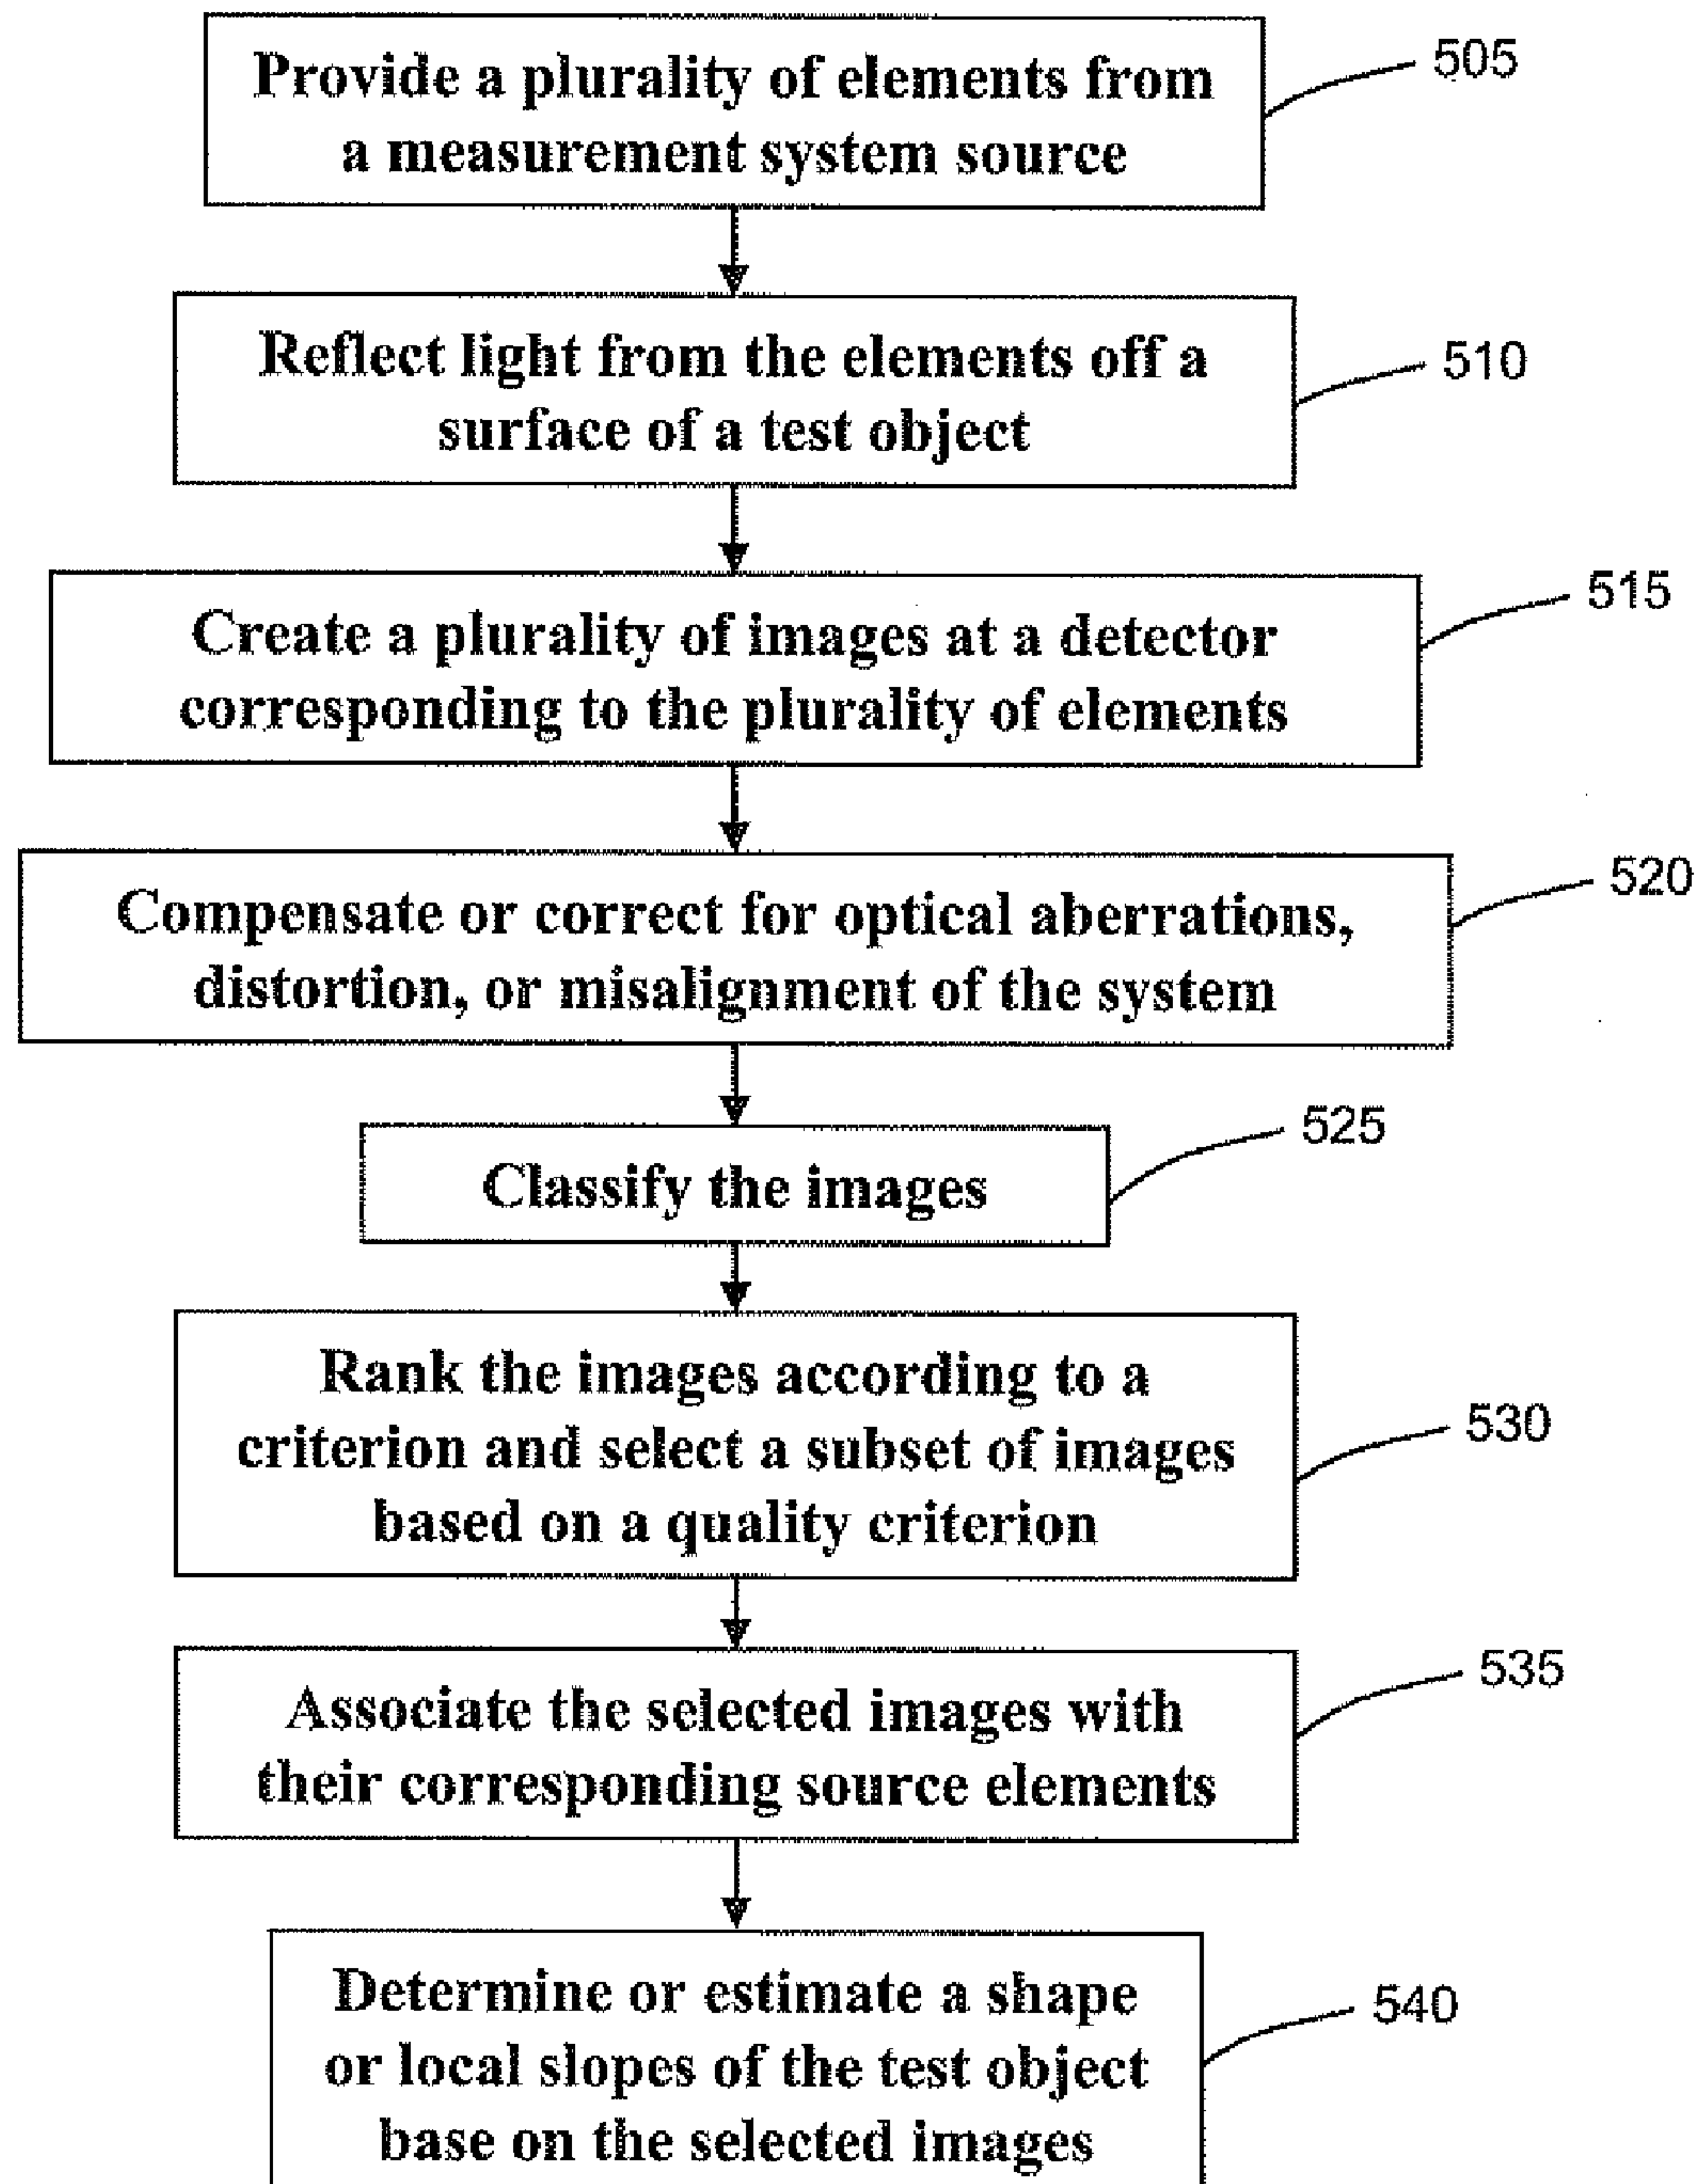 Provide a plurality of elements from
a measurement system source
505
Reflect light from the elements off a
surface of a test object
510
Create a plurality of images at a detector
corresponding to the plurality of elements
515
Compensate or correct for optical aberrations,
distortion, or misalignment of the system
520
Classify the images
525
Rank the images according to a
criterion and select a subset of images
based on a quality criterion
530
Associate the selected images with
their corresponding source elements
535
Determine or estimate a shape
or local slopes of the test object
base on the selected images
540